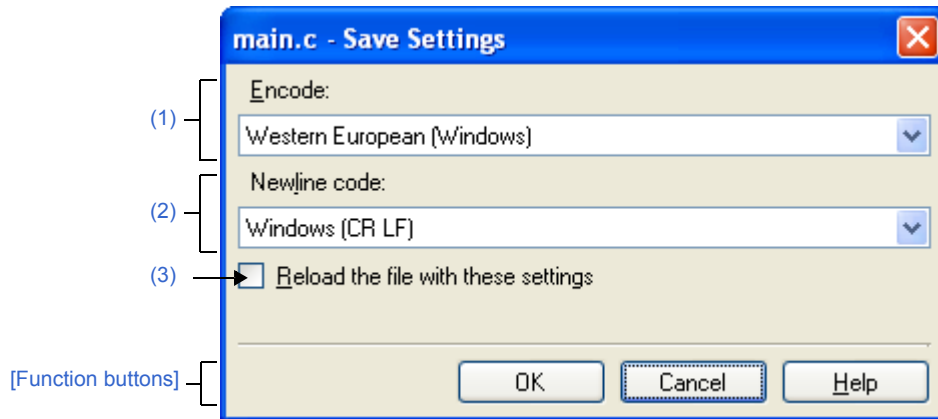 main.c - Save Settings
Encode:
(1)
Western European (Windows)
Newline code:
(2)
Windows (CR LF)
(3)
Reload the file with these settings
[Function buttons]
OK
Cancel
Help